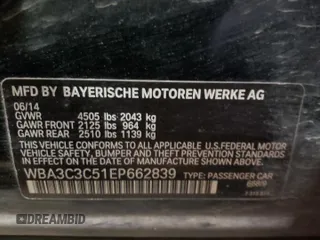 MFD BY BAYERISCHE MOTOREN WERKE AG
06/14
GVWR 4505 lbs 2043 kg
GAWR FRONT 2125 lbs 964 kg
GAWR REAR 2510 lbs 1139 kg
THIS VEHICLE CONFORMS TO ALL APPLICABLE U.S.FEDERAL MOTOR
VEHICLE SAFETY, BUMPER AND THEFT PREVENTION STANDARDS IN
EFFECT ON THE DATE OF MANUFACTURE SHOWN ABOVE.
WBA3C3C51EP662839 TYPE: PASSENGER CAR
DREAMBID